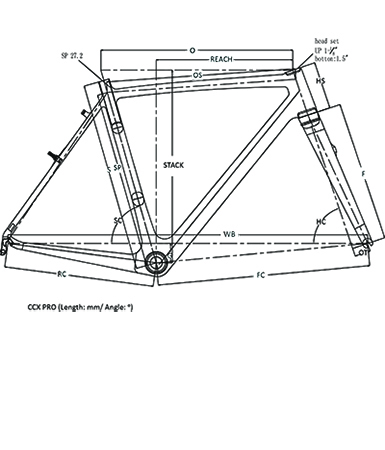 O
head set
UP 1-⅛"
bottom:1.5"
SP 27.2
REACH
OS
HS
STACK
S
SP
F
SC
HC
WB
OT
RC
FC
CCX PRO (Length: mm/ Angle: °)